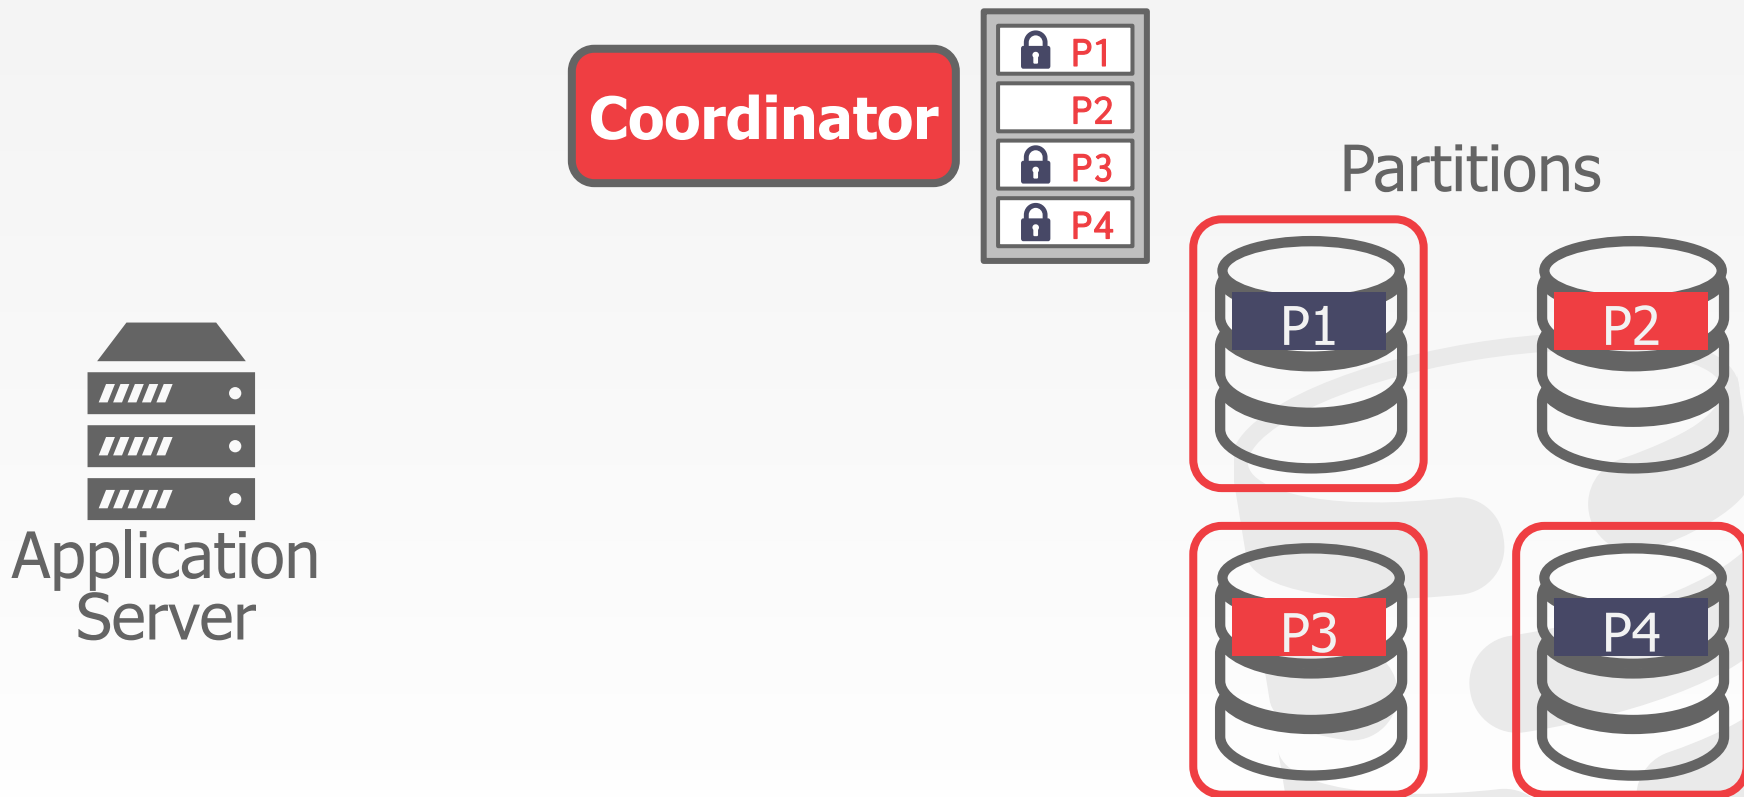 Coordinator
P1
P2
P3
P4
Partitions
P1
P2
P3
P4
Application
Server